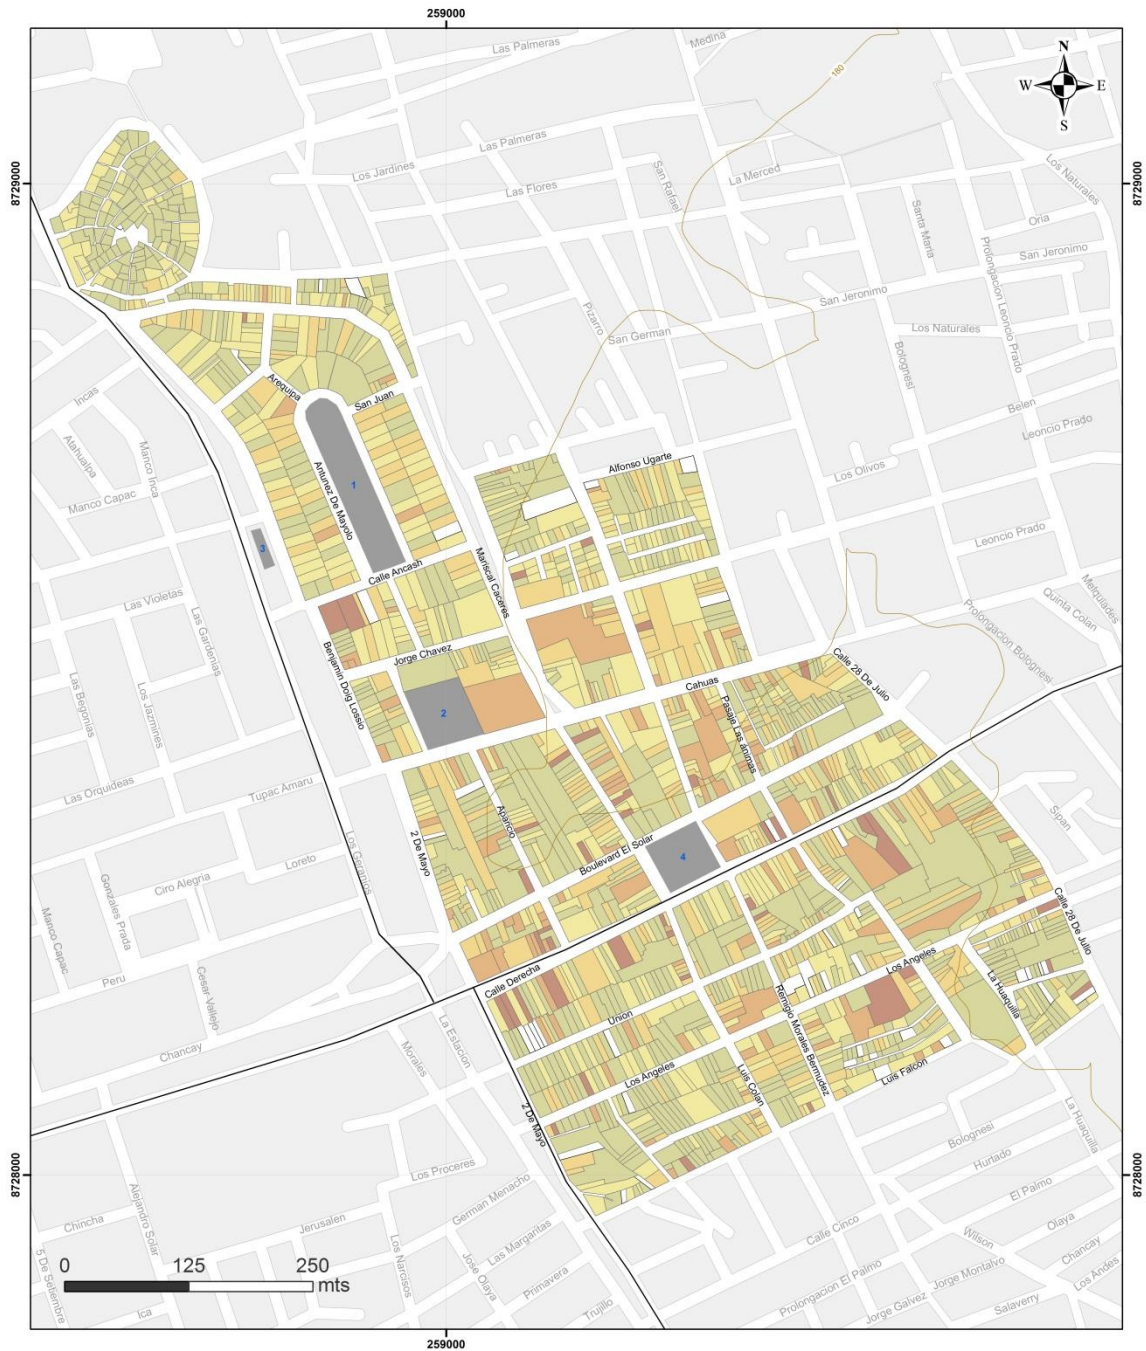 259000
N
W
E
S
8729000
8729000
Las Palmeras
Medina
180
Las Palmeras
Los Jardines
Las Flores
San Rafael
La Merced
Los Naturales
Santa Maria
Oria
Prolongacion Leoncio Prado
San Jeronimo
San Jeronimo
Pizarro
San German
Los Naturales
Bolognesi
Incas
Arequipa
San Juan
Belen
Leoncio Prado
Atahualpa
Manco Inca
Manco Capac
Alfonso Ugarte
Los Olivos
1
Antunez De Mayolo
3
Leoncio Prado
Calle Ancash
Mariscal Caceres
Las Violetas
Las Gardenias
Melquiades
Quinta Colan
Prolongacion Bolognesi
Benjamin Doig Lossio
Jorge Chavez
Calle 28 De Julio
Las Begonias
Los Jazmines
Cahuas
Pasaje Las ánimas
2
Las Orquideas
Tupac Amaru
Aparicio
2 De Mayo
Boulevard El Solar
4
Sipan
Los Geranios
Loreto
Ciro Alegria
Gonzales Prada
Manco Capac
Peru
Cesar Vallejo
Chancay
Calle 28 De Julio
Calle Derecha
Los Angeles
La Huaquilla
Union
Remigio Morales Bermudez
La Estacion
Morales
Los Angeles
Luis Colan
Luis Falcon
2 De Mayo
La Huaquilla
Bolognesi
Hurtado
8728000
8728000
Los Proceres
German Menacho
El Palmo
Alejandro Solar
Chincha
Jerusalen
Las Margaritas
Calle Cinco
Wilson
Olaya
Chancay
Los Andes
5 De Setiembre
Los Narcisos
Jose Olaya
Primavera
Trujillo
Jorge Montalvo
Prolongacion El Palmo
Jorge Galvez
Salaverry
Ica
0
125
250
mts
259000